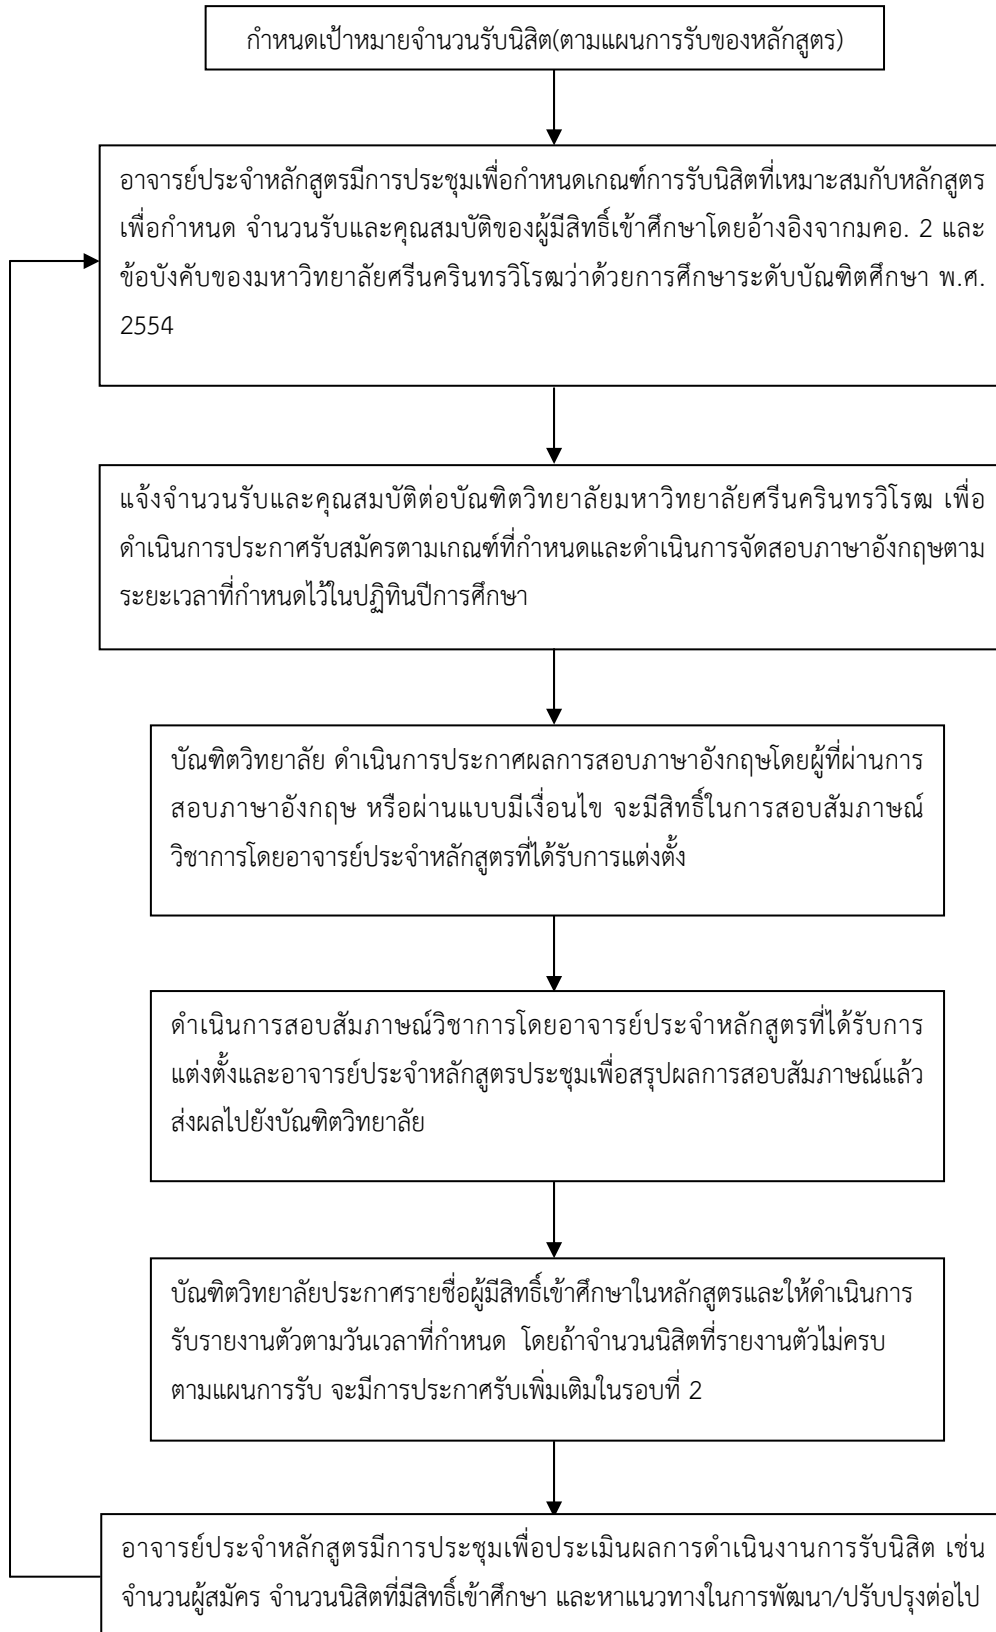 กำหนดเป้าหมายจำนวนรับนิสิต(ตามแผนการรับของหลักสูตร)
อาจารย์ประจำหลักสูตรมีการประชุมเพื่อกำหนดเกณฑ์การรับนิสิตที่เหมาะสมกับหลักสูตร
เพื่อกำหนด จำนวนรับและคุณสมบัติของผู้มีสิทธิ์เข้าศึกษาโดยอ้างอิงจากมคอ. 2 และ
ข้อบังคับของมหาวิทยาลัยศรีนครินทรวิโรฒว่าด้วยการศึกษาระดับบัณฑิตศึกษา พ.ศ.
2554
แจ้งจำนวนรับและคุณสมบัติต่อบัณฑิตวิทยาลัยมหาวิทยาลัยศรีนครินทรวิโรฒ เพื่อ
ดำเนินการประกาศรับสมัครตามเกณฑ์ที่กำหนดและดำเนินการจัดสอบภาษาอังกฤษตาม
ระยะเวลาที่กำหนดไว้ในปฏิทินปีการศึกษา
บัณฑิตวิทยาลัย ดำเนินการประกาศผลการสอบภาษาอังกฤษโดยผู้ที่ผ่านการ
สอบภาษาอังกฤษ หรือผ่านแบบมีเงื่อนไข จะมีสิทธิ์ในการสอบสัมภาษณ์
วิชาการโดยอาจารย์ประจำหลักสูตรที่ได้รับการแต่งตั้ง
ดำเนินการสอบสัมภาษณ์วิชาการโดยอาจารย์ประจำหลักสูตรที่ได้รับการ
แต่งตั้งและอาจารย์ประจำหลักสูตรประชุมเพื่อสรุปผลการสอบสัมภาษณ์แล้ว
ส่งผลไปยังบัณฑิตวิทยาลัย
บัณฑิตวิทยาลัยประกาศรายชื่อผู้มีสิทธิ์เข้าศึกษาในหลักสูตรและให้ดำเนินการ
รับรายงานตัวตามวันเวลาที่กำหนด โดยถ้าจำนวนนิสิตที่รายงานตัวไม่ครบ
ตามแผนการรับ จะมีการประกาศรับเพิ่มเติมในรอบที่ 2
อาจารย์ประจำหลักสูตรมีการประชุมเพื่อประเมินผลการดำเนินงานการรับนิสิต เช่น
จำนวนผู้สมัคร จำนวนนิสิตที่มีสิทธิ์เข้าศึกษา และหาแนวทางในการพัฒนา/ปรับปรุงต่อไป